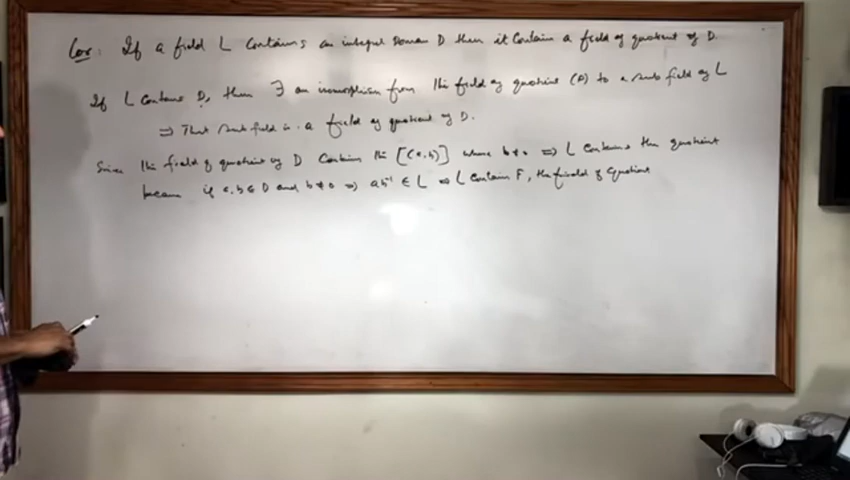 Cor: If a field L contains an integral Domain D then it contain a field of quotient of D.
If L contains D, then ∃ an isomorphism from the field of quotient (D) to a sub field of L
⇒ That sub field is a field of quotient of D.
Since the field of quotient of D contains the [(a,b)] where b≠0 ⇒ L contains the quotient
because if a,b ∈ D and b≠0 ⇒ ab⁻¹ ∈ L ⇒ L contain F, the field of quotient